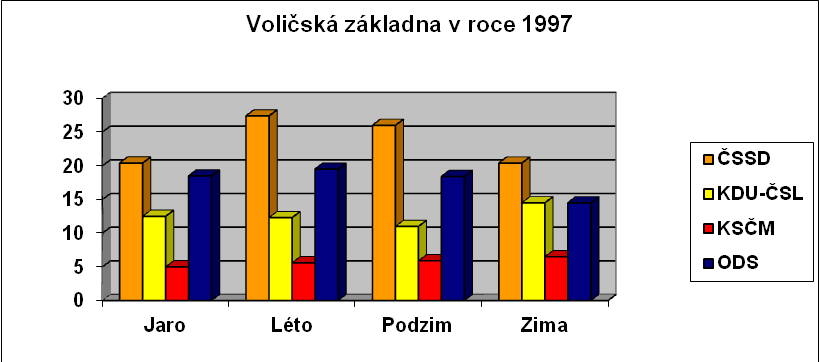 Voličská základna v roce 1997
30
25
20
15
10
5
0
Jaro Léto Podzim Zima
ČSSD
KDU-ČSL
KSČM
ODS